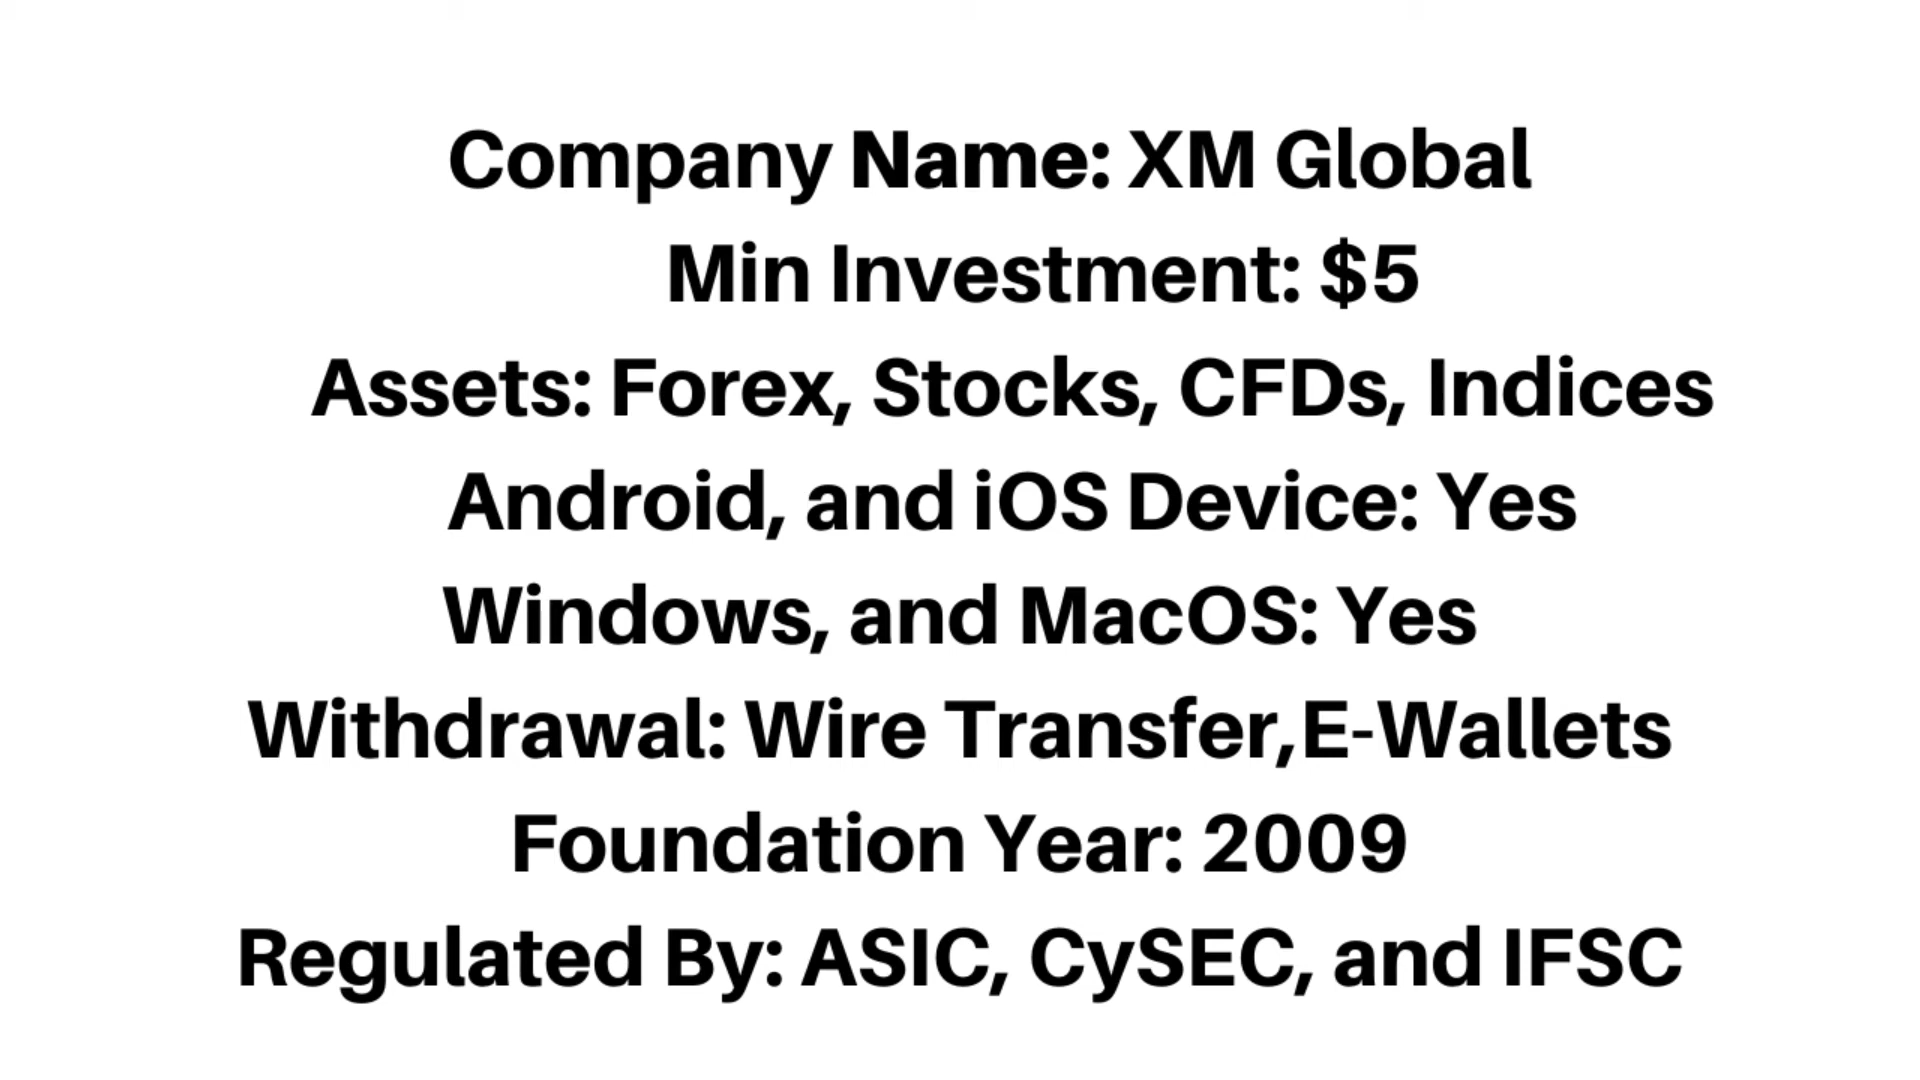 Company Name: XM Global
Min Investment: $5
Assets: Forex, Stocks, CFDs, Indices
Android, and iOS Device: Yes
Windows, and MacOS: Yes
Withdrawal: Wire Transfer,E-Wallets
Foundation Year: 2009
Regulated By: ASIC, CySEC, and IFSC